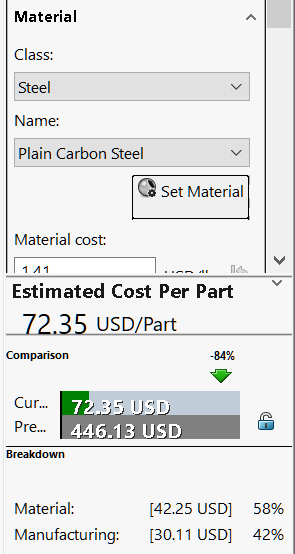 Material
Class:
Steel
Name:
Plain Carbon Steel
Set Material
Material cost:
1.41
Estimated Cost Per Part
72.35 USD/Part
Comparison
-84%
Cur... 72.35 USD
Pre... 446.13 USD
Breakdown
Material: [42.25 USD] 58%
Manufacturing: [30.11 USD] 42%